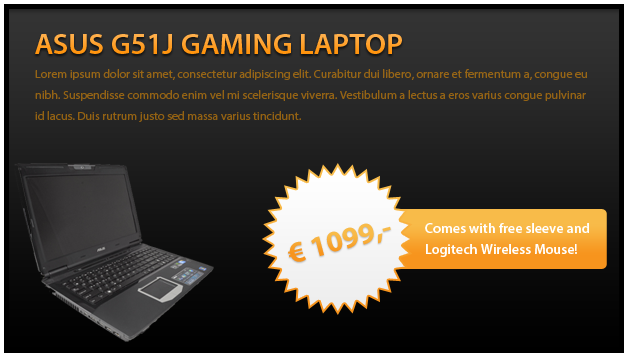 ASUS G51J GAMING LAPTOP
Lorem ipsum dolor sit amet, consectetur adipiscing elit. Curabitur dui libero, ornare et fermentum a, congue eu
nibh. Suspendisse commodo enim vel mi scelerisque viverra. Vestibulum a lectus a eros varius congue pulvinar
id lacus. Duis rutrum justo sed massa varius tincidunt.
€ 1099,-
Comes with free sleeve and
Logitech Wireless Mouse!